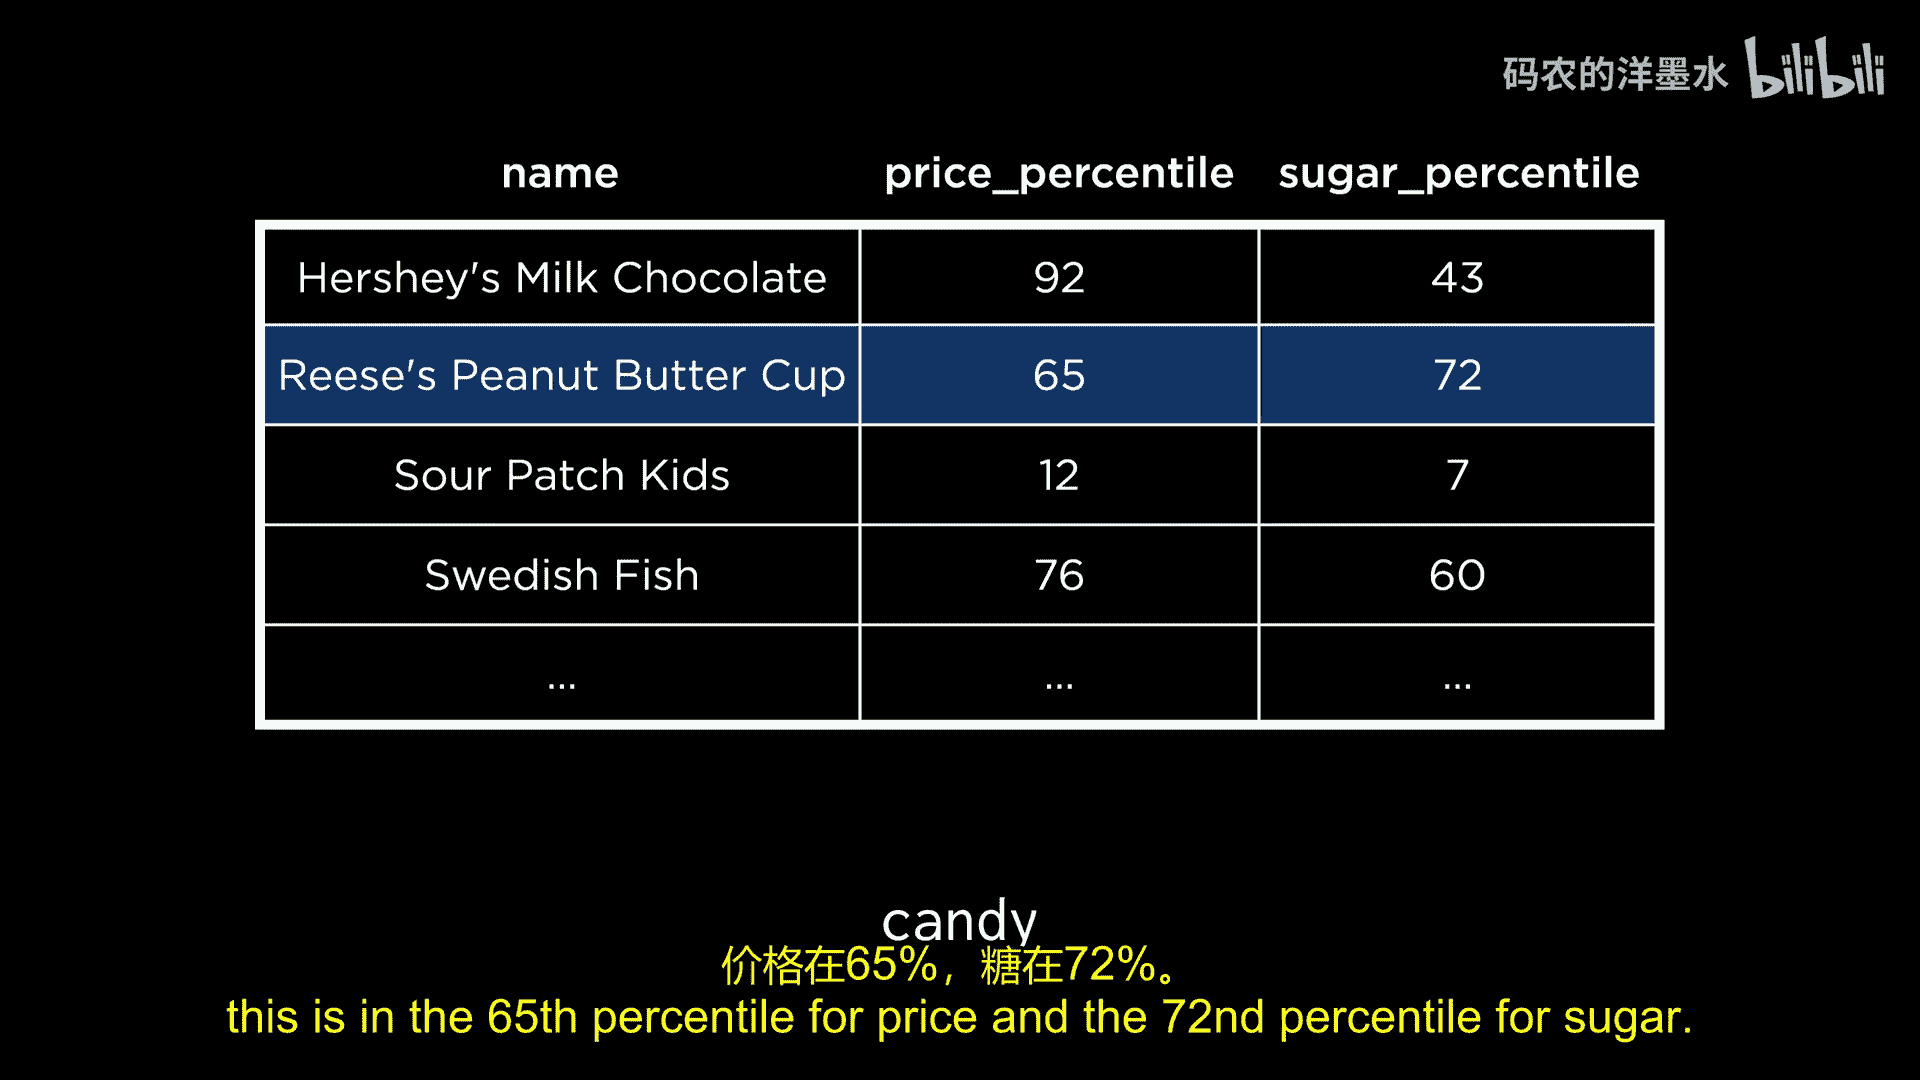 码农的洋墨水 bilibili
name price_percentile sugar_percentile
Hershey's Milk Chocolate 92 43
Reese's Peanut Butter Cup 65 72
Sour Patch Kids 12 7
Swedish Fish 76 60
... ... ...
candy
价格在65%，糖在72%。
this is in the 65th percentile for price and the 72nd percentile for sugar.